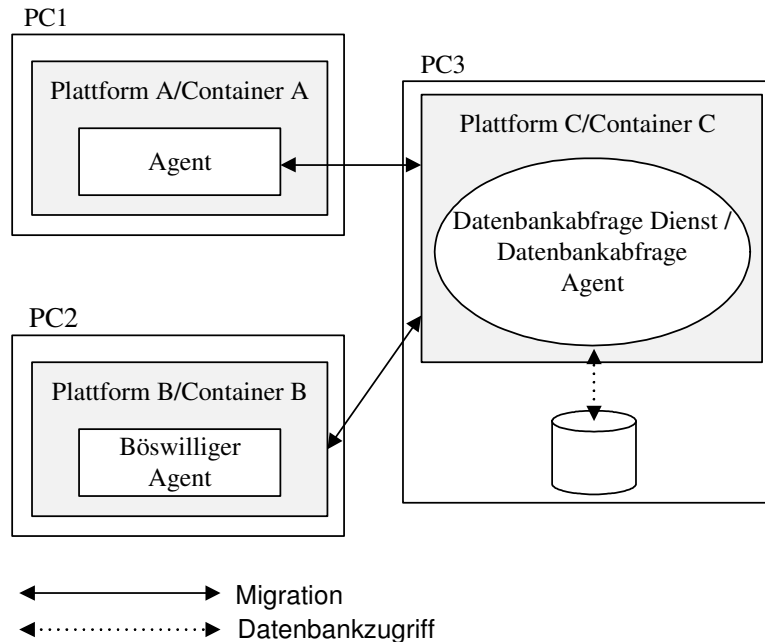 PC1
Plattform A/Container A
Agent
PC2
Plattform B/Container B
Böswilliger
Agent
PC3
Plattform C/Container C
Datenbankabfrage Dienst /
Datenbankabfrage
Agent
Migration
Datenbankzugriff